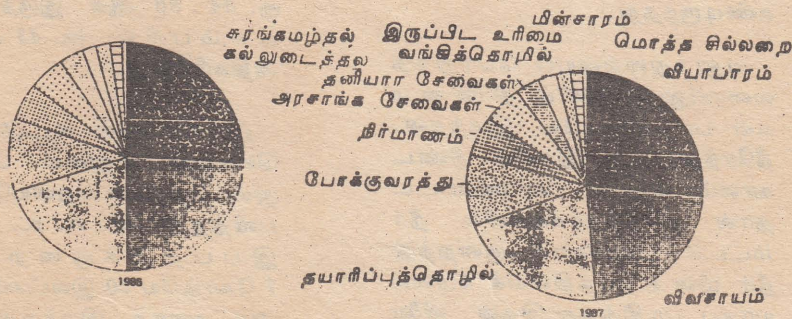 மின்சாரம்
சுரங்கமழ்தல் இருப்பிட உரிமை மொத்த சில்லறை
கல்லுடைத்தல் வங்கித்தொழில் வியாபாரம்
தனியார சேவைகள்
அரசாங்க சேவைகள்
நிர்மாணம்
போக்குவரத்து
தயாரிப்புத்தொழில்
விவசாயம்
1986
1987